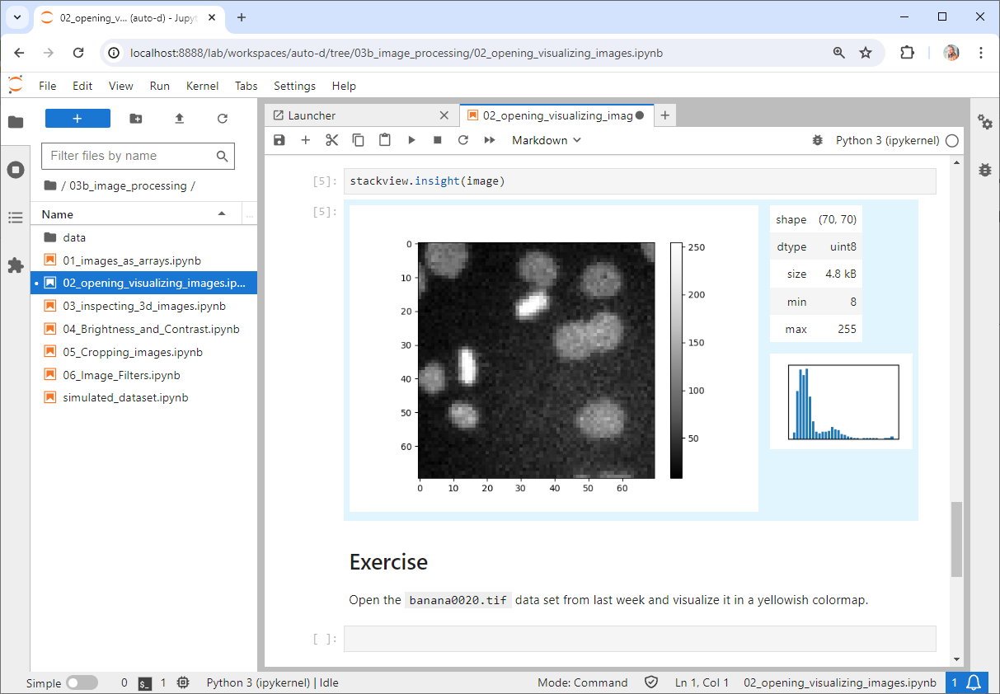 02_opening_v... (auto-d) - Jupyt
localhost:8888/lab/workspaces/auto-d/tree/03b_image_processing/02_opening_visualizing_images.ipynb
File Edit View Run Kernel Tabs Settings Help
+
Filter files by name
/ 03b_image_processing /
Name
...
data
01_images_as_arrays.ipynb
02_opening_visualizing_images.ip...
03_inspecting_3d_images.ipynb
04_Brightness_and_Contrast.ipynb
05_Cropping_images.ipynb
06_Image_Filters.ipynb
simulated_dataset.ipynb
Launcher
02_opening_visualizing_imag
Markdown
Python 3 (ipykernel)
[5]: stackview.insight(image)
[5]:
0
10
20
30
40
50
60
0 10 20 30 40 50 60
250
200
150
100
50
shape (70, 70)
dtype uint8
size 4.8 kB
min 8
max 255
Exercise
Open the banana0020.tif data set from last week and visualize it in a yellowish colormap.
[ ]:
Simple 0 $_ 1 Python 3 (ipykernel) | Idle Mode: Command Ln 1, Col 1 02_opening_visualizing_images.ipynb 1